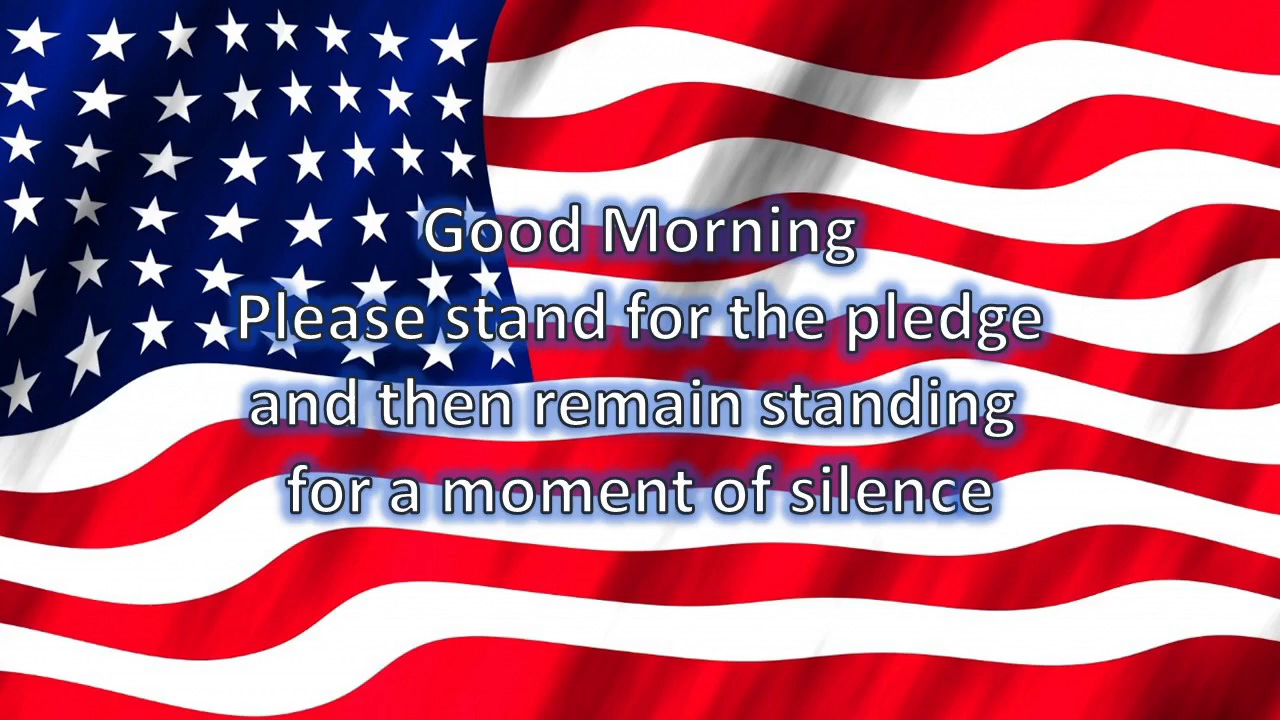 Good Morning
Please stand for the pledge
and then remain standing
for a moment of silence